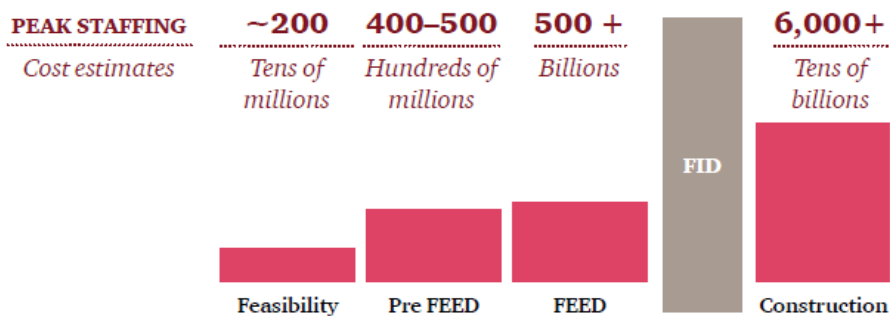 PEAK STAFFING ~200 400–500 500 + 6,000+
Cost estimates Tens of Hundreds of Billions Tens of
millions millions billions
FID
Feasibility Pre FEED FEED Construction